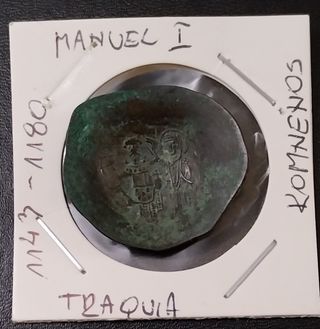 MANUEL I
KOMNENOS
1143-1180
TRAQUIA